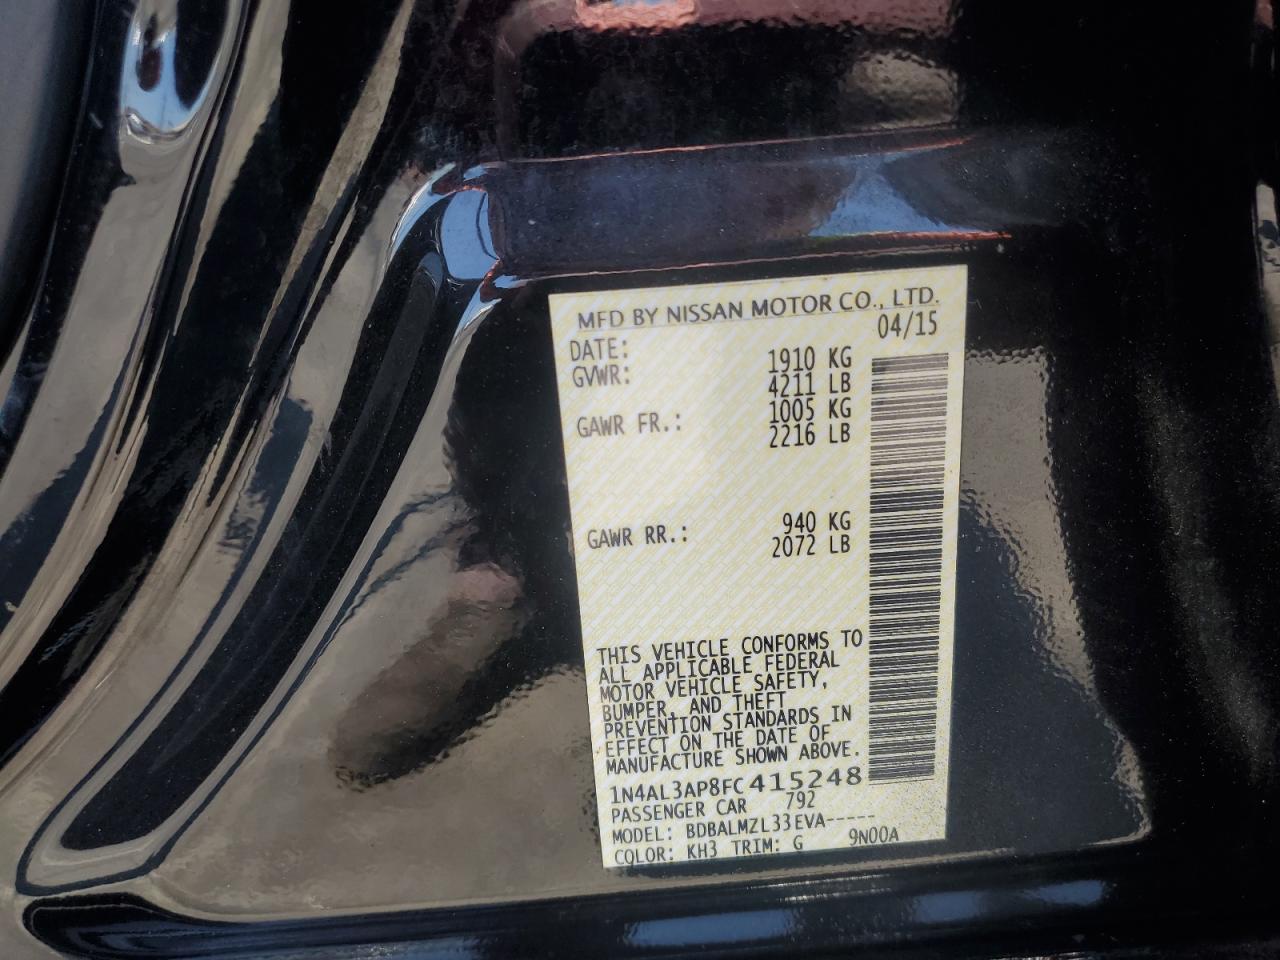 MFD BY NISSAN MOTOR CO., LTD.
DATE: 04/15
GVWR: 1910 KG
4211 LB
GAWR FR.: 1005 KG
2216 LB
GAWR RR.: 940 KG
2072 LB
THIS VEHICLE CONFORMS TO
ALL APPLICABLE FEDERAL
MOTOR VEHICLE SAFETY,
BUMPER, AND THEFT
PREVENTION STANDARDS IN
EFFECT ON THE DATE OF
MANUFACTURE SHOWN ABOVE.
1N4AL3AP8FC415248
PASSENGER CAR 792
MODEL: BDBALMZL33EVA-----
COLOR: KH3 TRIM: G 9N00A